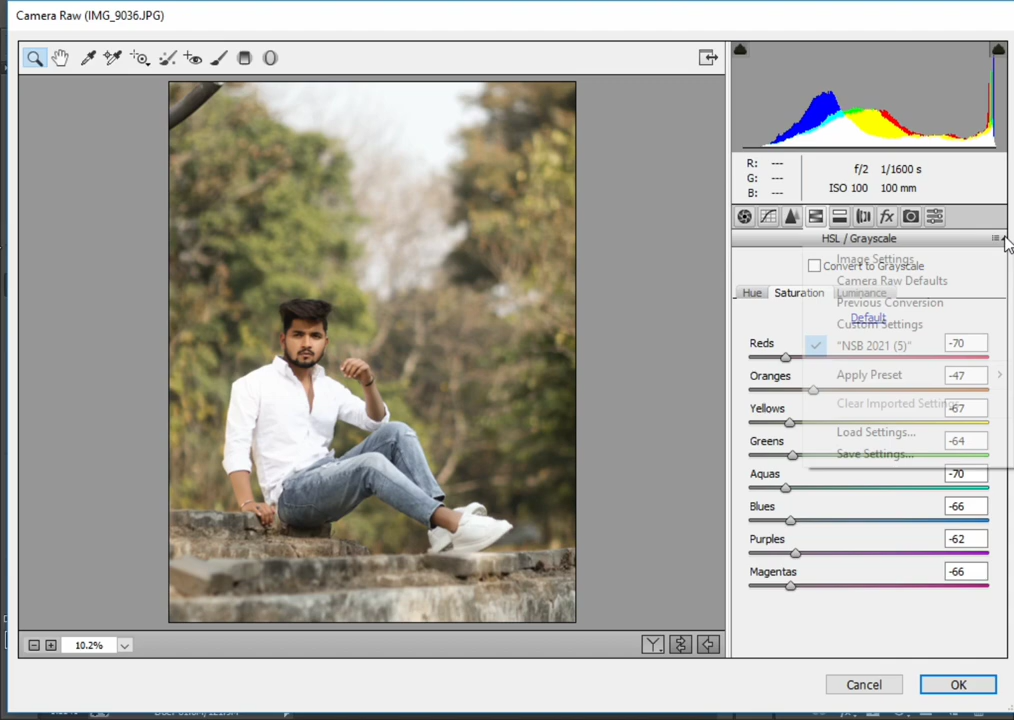 Camera Raw (IMG_9036.JPG)
R: ---
G: ---
B: ---
f/2 1/1600 s
ISO 100 100 mm
fx
HSL / Grayscale
Image Settings
Convert to Grayscale
Camera Raw Defaults
Hue Saturation Luminance
Previous Conversion
Default
Custom Settings
Reds -70
"NSB 2021 (5)"
Oranges -47
Apply Preset
Clear Imported Settings
Yellows -67
Load Settings...
Greens -64
Save Settings...
Aquas -70
Blues -66
Purples -62
Magentas -66
10.2%
Y
Cancel OK